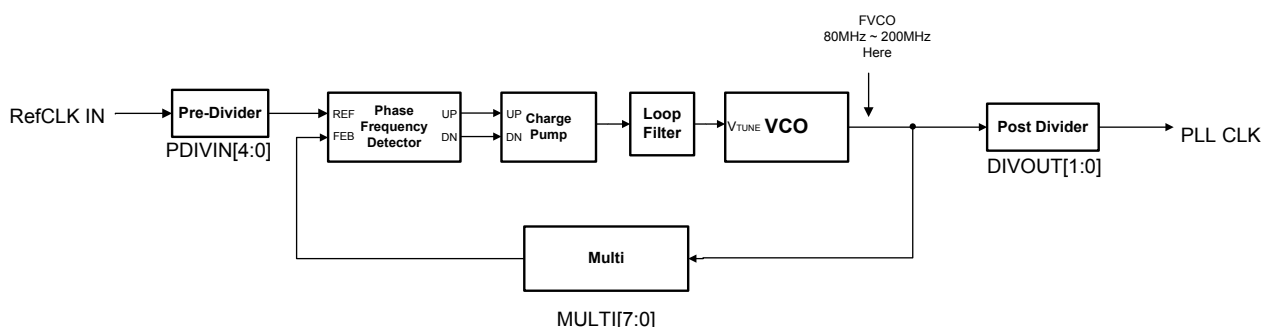 FVCO
80MHz ~ 200MHz
Here
RefCLK IN
Pre-Divider
PDIVIN[4:0]
REF
FEB
Phase
Frequency
Detector
UP
DN
UP
DN
Charge
Pump
Loop
Filter
VTUNE VCO
Post Divider
DIVOUT[1:0]
PLL CLK
Multi
MULTI[7:0]